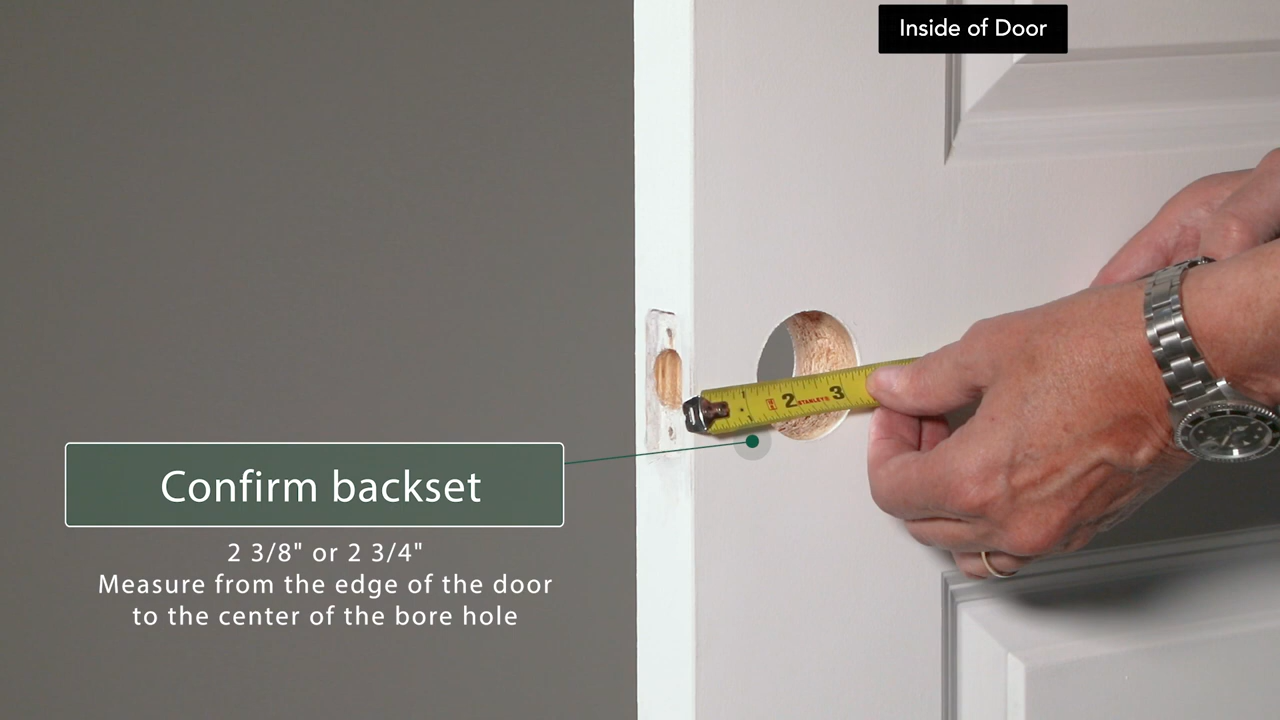 Inside of Door
1
2
STANLEY
3
Confirm backset
2 3/8" or 2 3/4"
Measure from the edge of the door
to the center of the bore hole